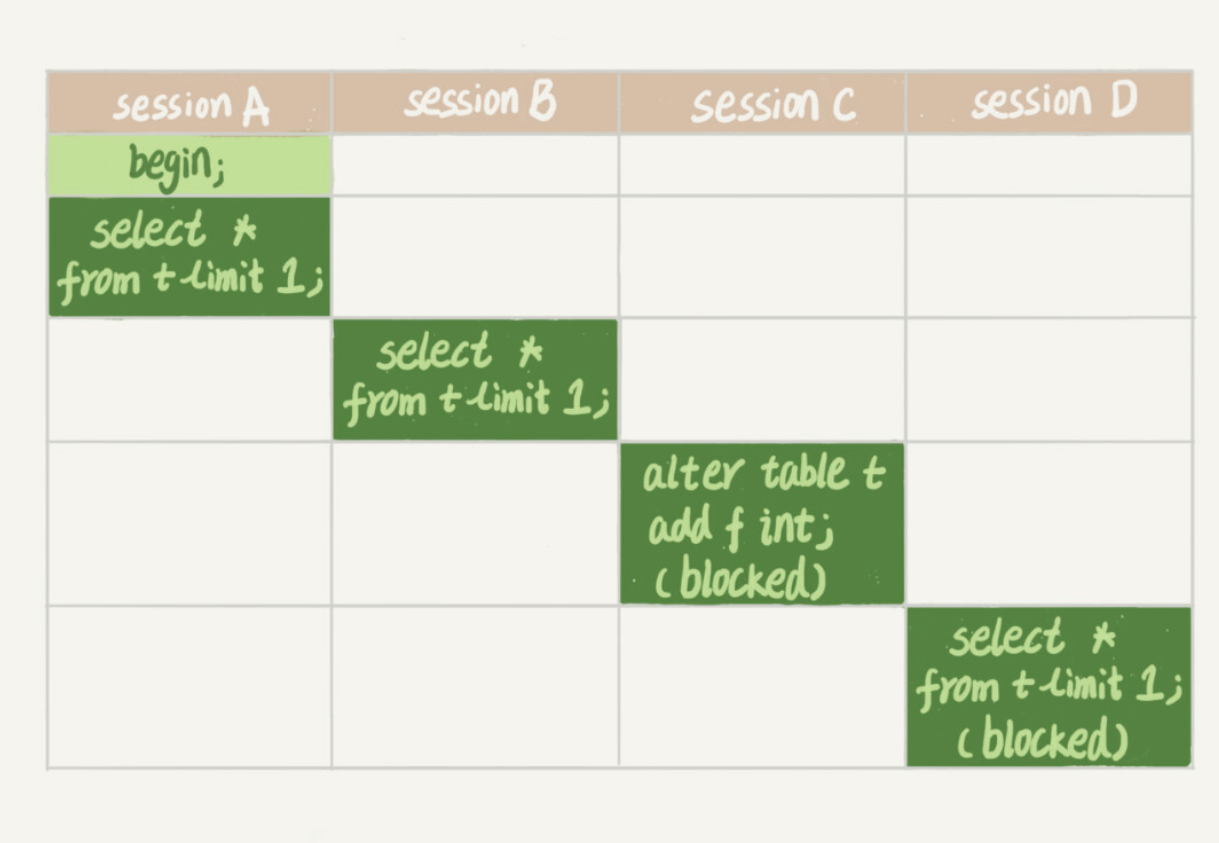 session A
session B
session C
session D
begin;
select *
from t limit 1;
select *
from t limit 1;
alter table t
add f int;
(blocked)
select *
from t limit 1;
(blocked)